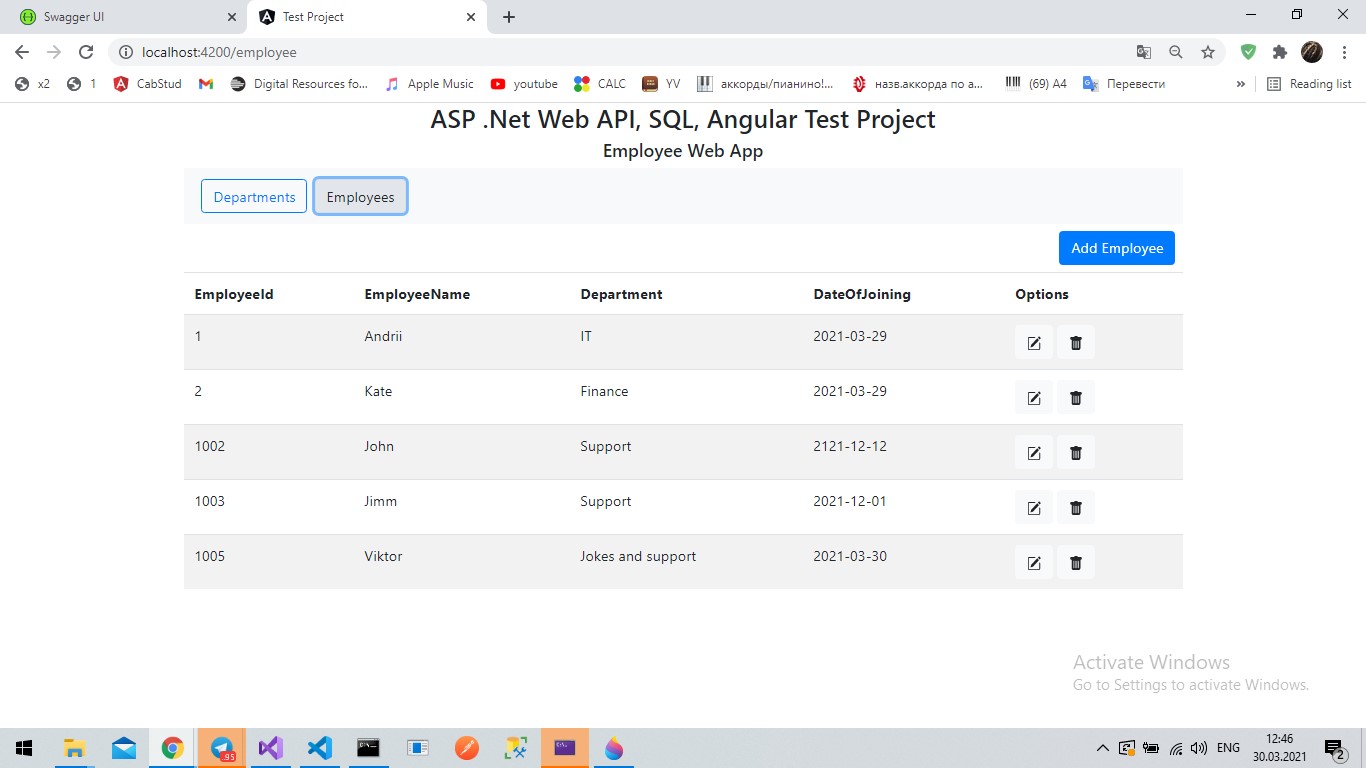 Swagger UI
Test Project
localhost:4200/employee
x2
1
CabStud
Digital Resources fo...
Apple Music
youtube
CALC
YV
аккорды/пианино!...
назв.аккорда по а...
(69) A4
Перевести
»
Reading list
ASP .Net Web API, SQL, Angular Test Project
Employee Web App
Departments
Employees
Add Employee
EmployeeId EmployeeName Department DateOfJoining Options
1 Andrii IT 2021-03-29
2 Kate Finance 2021-03-29
1002 John Support 2121-12-12
1003 Jimm Support 2021-12-01
1005 Viktor Jokes and support 2021-03-30
Activate Windows
Go to Settings to activate Windows.
95
ENG
12:46
30.03.2021
2